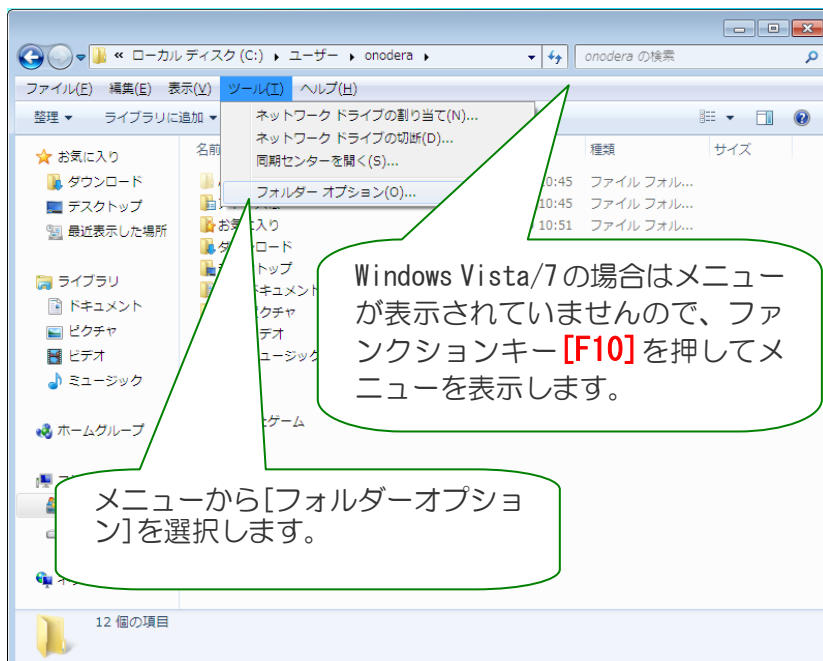 « ローカル ディスク (C:) ▸ ユーザー ▸ onodera ▸
onodera の検索
ファイル(F) 編集(E) 表示(V) ツール(T) ヘルプ(H)
整理 ▼ ライブラリに追加 ▼
ネットワーク ドライブの割り当て(N)...
ネットワーク ドライブの切断(D)...
同期センターを開く(S)...
フォルダー オプション(O)...
名前 種類 サイズ
お気に入り
ダウンロード
デスクトップ
最近表示した場所
ライブラリ
ドキュメント
ピクチャ
ビデオ
ミュージック
ホームグループ
10:45 ファイル フォル...
10:45 ファイル フォル...
10:51 ファイル フォル...
Windows Vista/7の場合はメニュー
が表示されていませんので、ファ
ンクションキー[F10]を押してメ
ニューを表示します。
メニューから[フォルダーオプショ
ン]を選択します。
12 個の項目